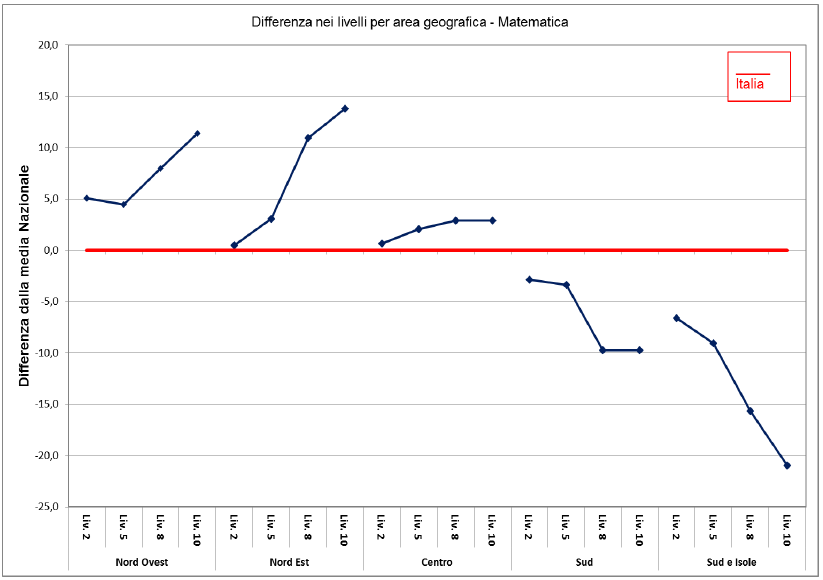 Differenza nei livelli per area geografica - Matematica
Italia
Differenza dalla media Nazionale
20,0
15,0
10,0
5,0
0,0
-5,0
-10,0
-15,0
-20,0
-25,0
Liv. 2 Liv. 5 Liv. 8 Liv. 10 Liv. 2 Liv. 5 Liv. 8 Liv. 10 Liv. 2 Liv. 5 Liv. 8 Liv. 10 Liv. 2 Liv. 5 Liv. 8 Liv. 10 Liv. 2 Liv. 5 Liv. 8 Liv. 10
Nord Ovest Nord Est Centro Sud Sud e Isole